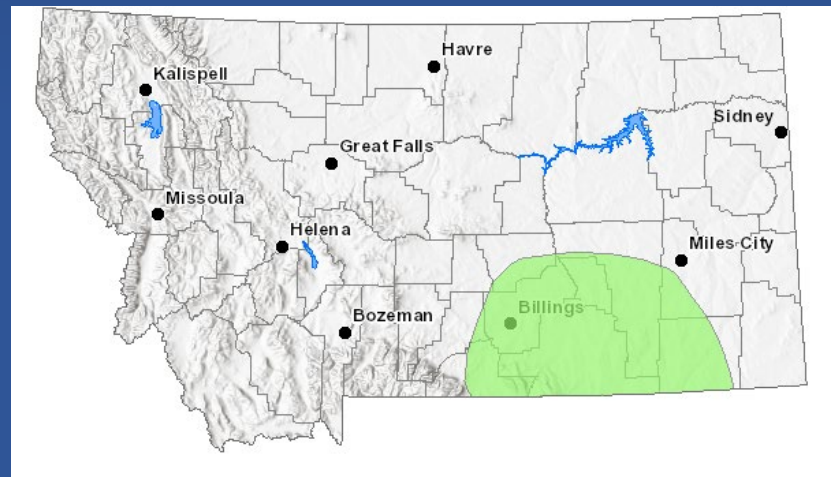 Havre
Kalispell
Sidney
Great Falls
Missoula
Helena
Miles City
Billings
Bozeman